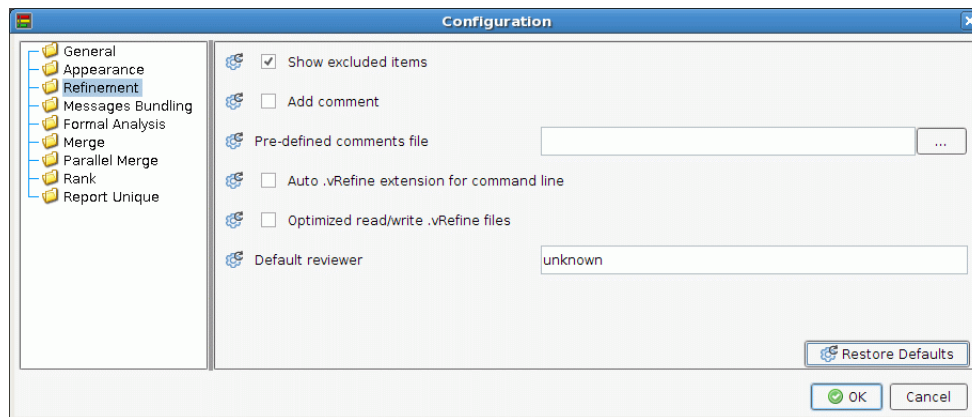 Configuration
General
Appearance
Refinement
Messages Bundling
Formal Analysis
Merge
Parallel Merge
Rank
Report Unique
Show excluded items
Add comment
Pre-defined comments file
...
Auto .vRefine extension for command line
Optimized read/write .vRefine files
Default reviewer
unknown
Restore Defaults
OK
Cancel